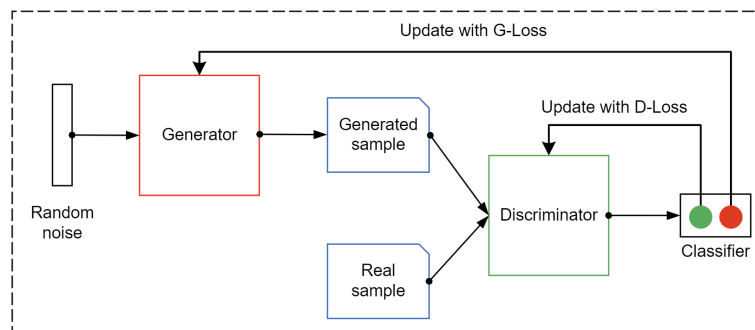 Update with G-Loss
Update with D-Loss
Generator
Generated
sample
Random
noise
Discriminator
Real
sample
Classifier